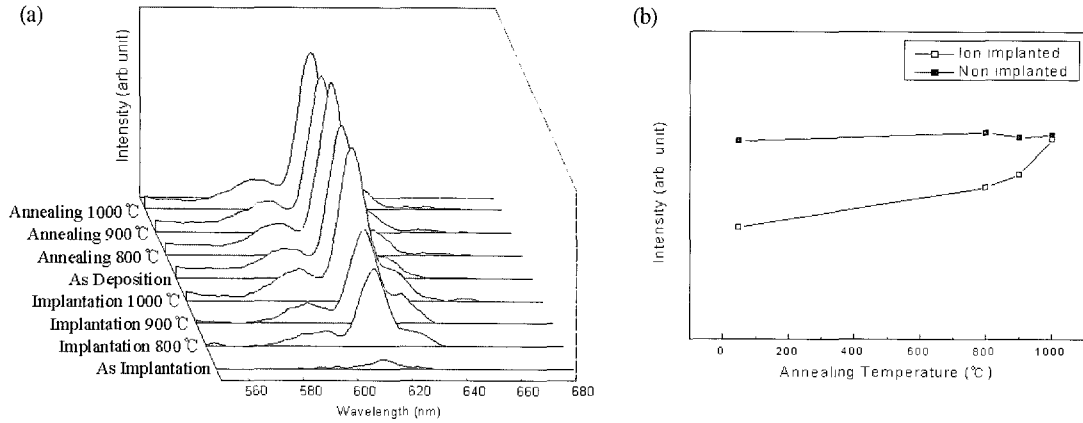 (a)
Intensity (arb unit)
Annealing 1000℃
Annealing 900℃
Annealing 800℃
As Deposition
Implantation 1000℃
Implantation 900℃
Implantation 800℃
As Implantation
560 580 600 620 640 660 680
Wavelength (nm)
(b)
Ion implanted
Non implanted
Intensity (arb unit)
0 200 400 600 800 1000
Annealing Temperature (℃)